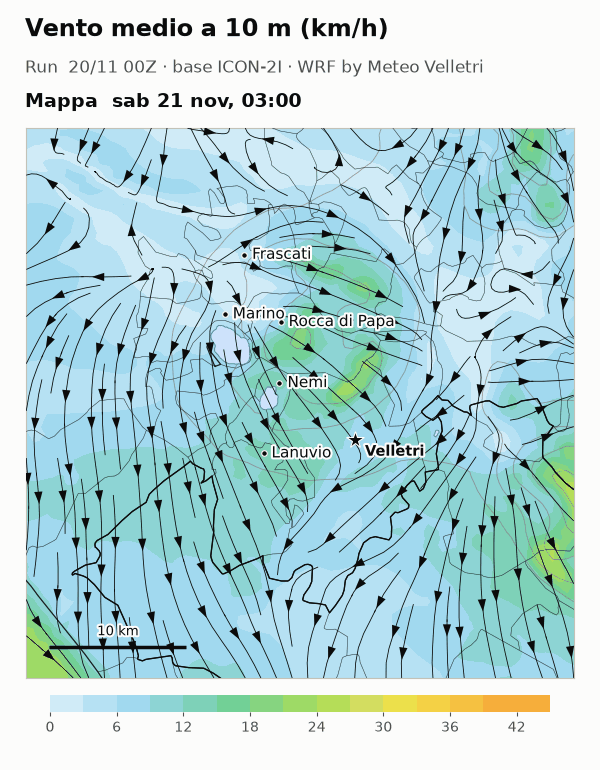 Vento medio a 10 m (km/h)
Run  20/11 00Z · base ICON-2I · WRF by Meteo Velletri
Mappa  sab 21 nov, 03:00
Frascati
Marino
Rocca di Papa
Nemi
Velletri
Lanuvio
10 km
0 6 12 18 24 30 36 42